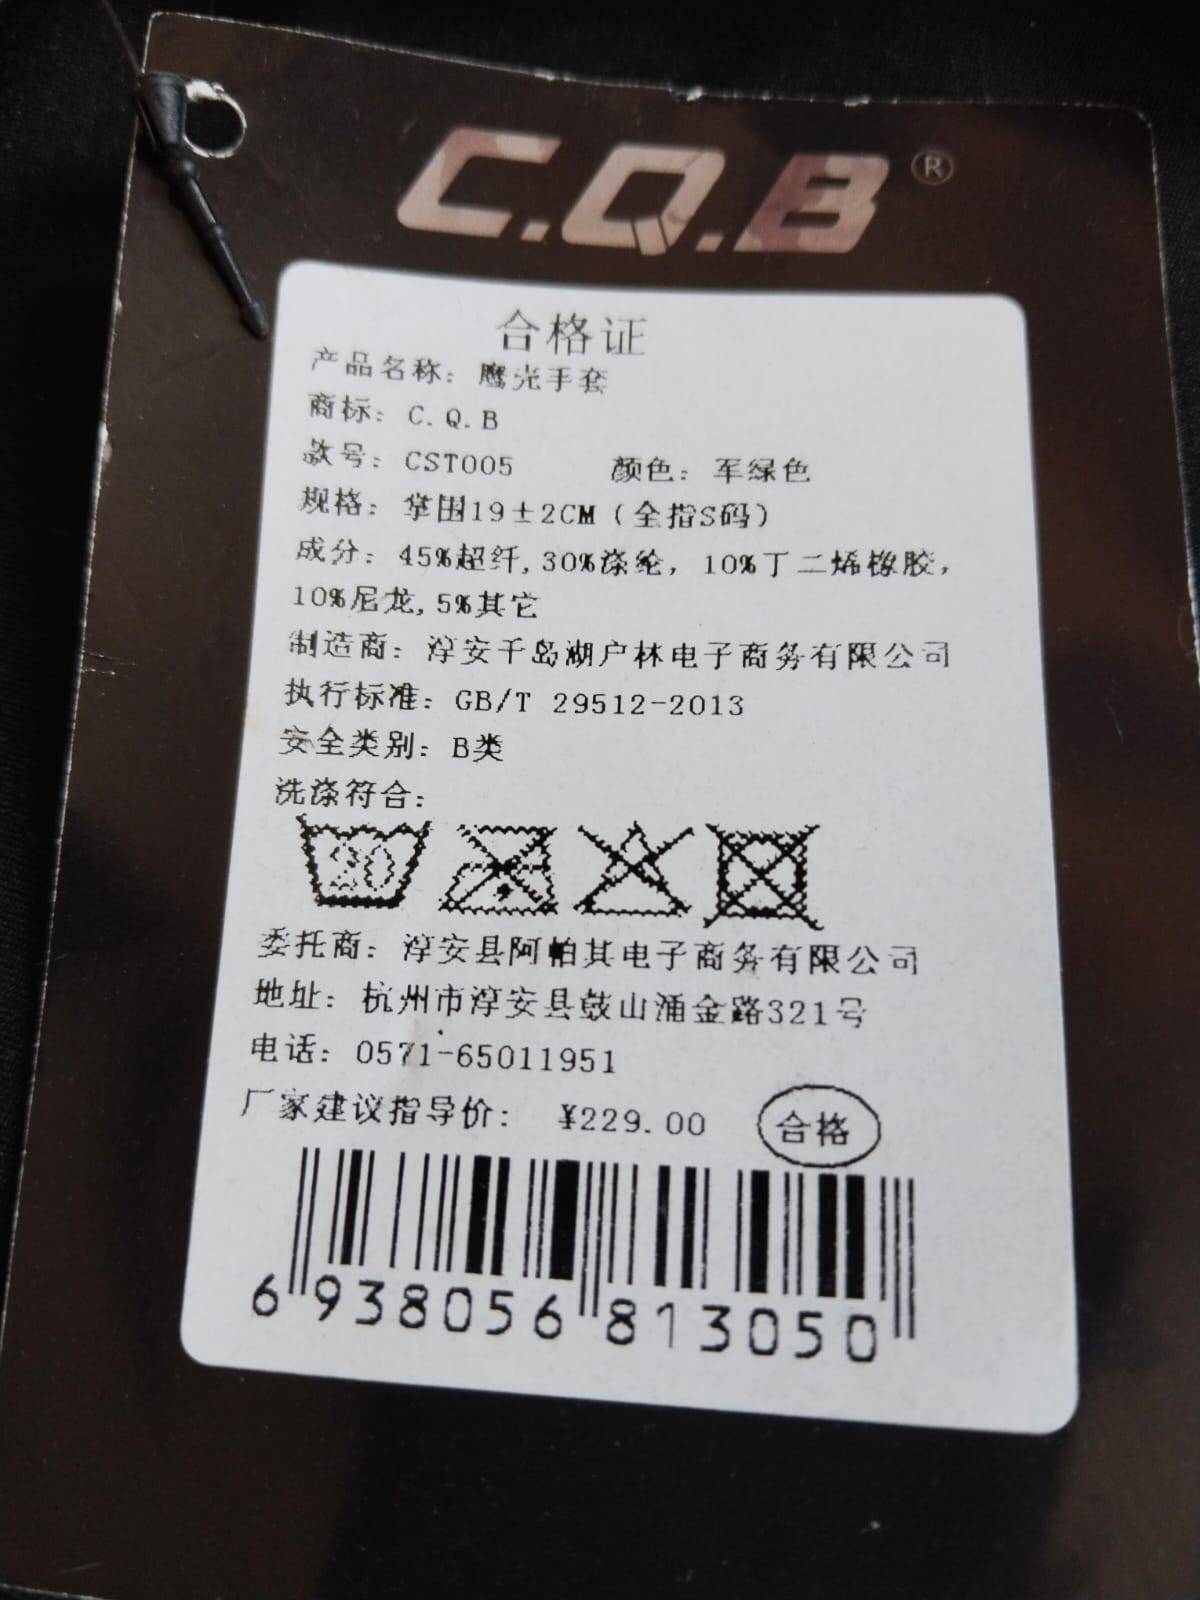 C.Q.B®
合格证
产品名称：鹰光手套
商标：C.Q.B
款号：CST005 颜色：军绿色
规格：掌围19±2CM（全指S码）
成分：45%超纤,30%涤纶，10%丁二烯橡胶，
10%尼龙,5%其它
制造商：淳安千岛湖户林电子商务有限公司
执行标准：GB/T 29512-2013
安全类别：B类
洗涤符合：
30
委托商：淳安县阿帕其电子商务有限公司
地址：杭州市淳安县鼓山涌金路321号
电话：0571-65011951
厂家建议指导价： ¥229.00 合格
6 938056 813050